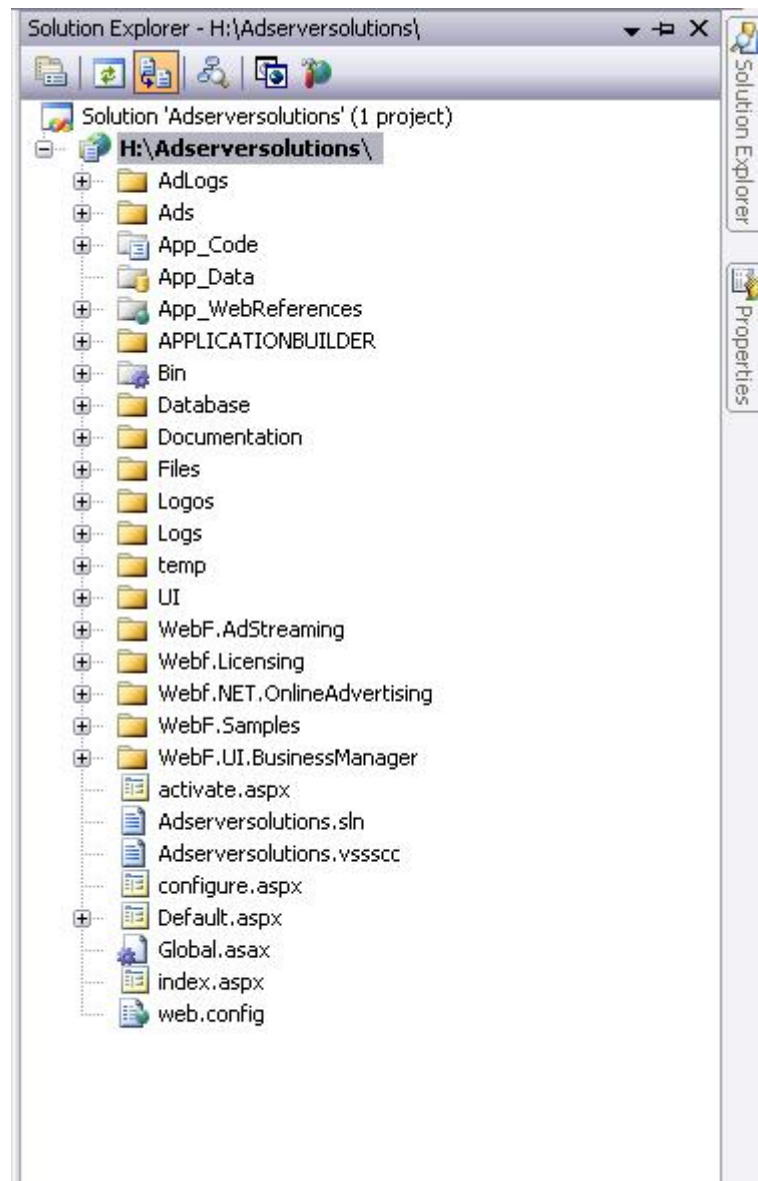 Solution Explorer - H:\Adserversolutions\
Solution 'Adserversolutions' (1 project)
H:\Adserversolutions\
AdLogs
Ads
App_Code
App_Data
App_WebReferences
APPLICATIONBUILDER
Bin
Database
Documentation
Files
Logos
Logs
temp
UI
WebF.AdStreaming
Webf.Licensing
Webf.NET.OnlineAdvertising
WebF.Samples
WebF.UI.BusinessManager
activate.aspx
Adserversolutions.sln
Adserversolutions.vssscc
configure.aspx
Default.aspx
Global.asax
index.aspx
web.config
Solution Explorer
Properties